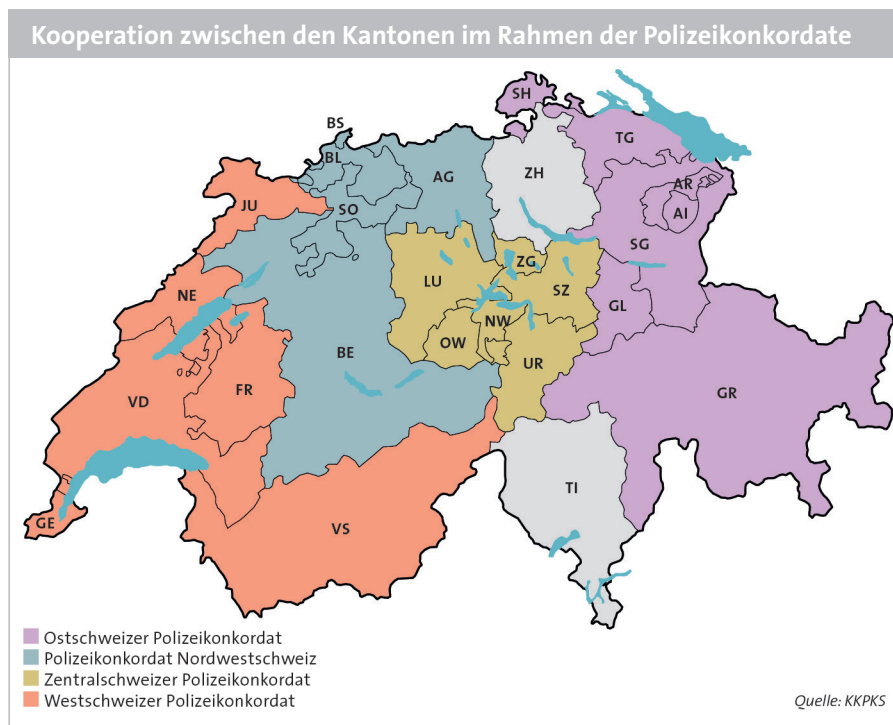 Kooperation zwischen den Kantonen im Rahmen der Polizeikonkordate
SH
BS
TG
BL
AG
ZH
AR
JU
SO
AI
SG
ZG
LU
SZ
NE
NW
GL
OW
BE
UR
FR
GR
VD
TI
GE
VS
Ostschweizer Polizeikonkordat
Polizeikonkordat Nordwestschweiz
Zentralschweizer Polizeikonkordat
Westschweizer Polizeikonkordat
Quelle: KKPKS